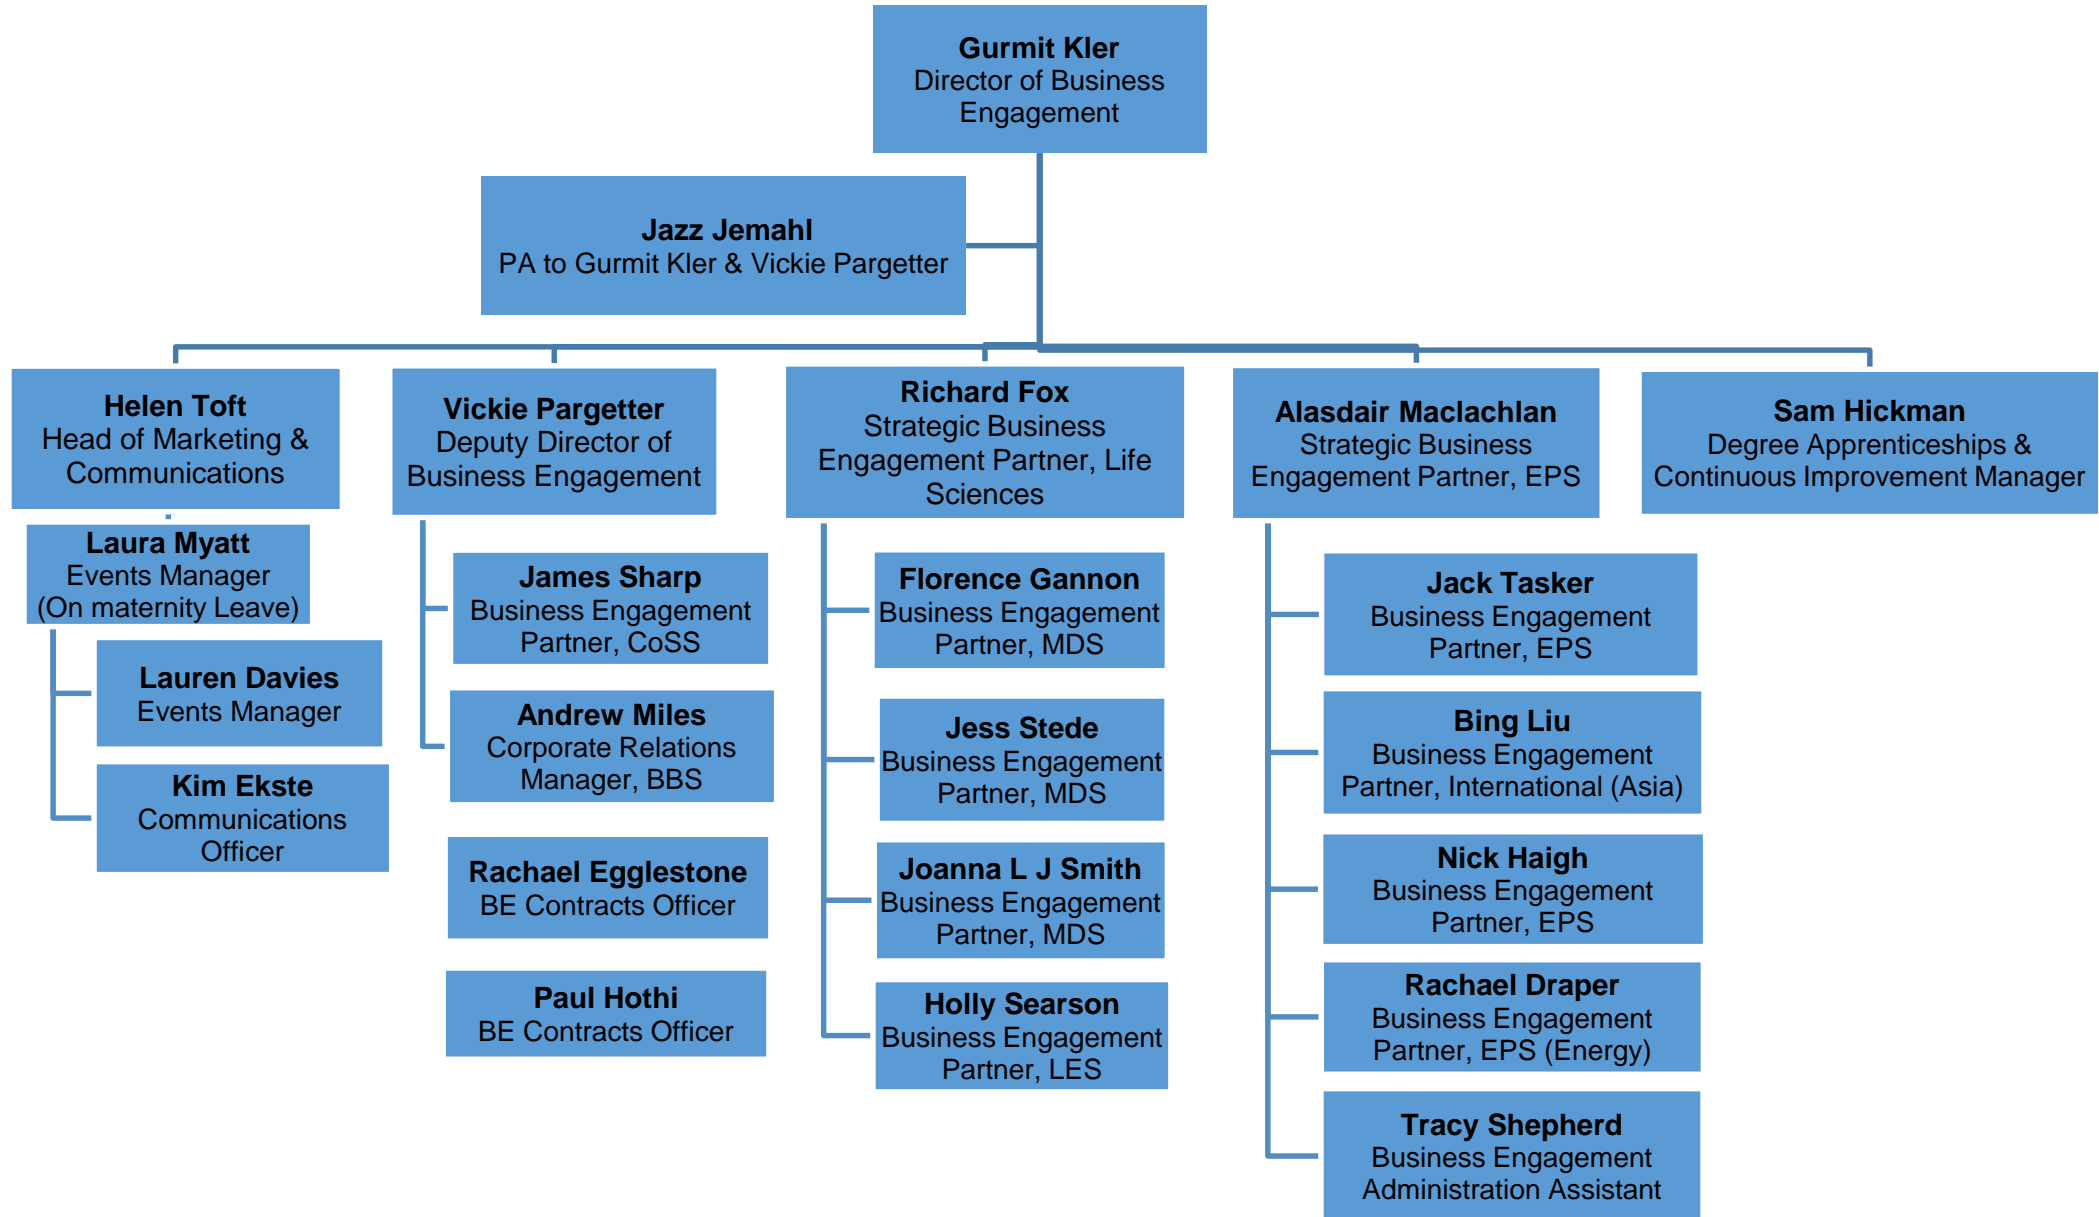 Gurmit Kler
Director of Business
Engagement
Jazz Jemahl
PA to Gurmit Kler & Vickie Pargetter
Helen Toft
Head of Marketing &
Communications
Laura Myatt
Events Manager
(On maternity Leave)
Lauren Davies
Events Manager
Kim Ekste
Communications
Officer
Vickie Pargetter
Deputy Director of
Business Engagement
James Sharp
Business Engagement
Partner, CoSS
Andrew Miles
Corporate Relations
Manager, BBS
Rachael Egglestone
BE Contracts Officer
Paul Hothi
BE Contracts Officer
Richard Fox
Strategic Business
Engagement Partner, Life
Sciences
Florence Gannon
Business Engagement
Partner, MDS
Jess Stede
Business Engagement
Partner, MDS
Joanna L J Smith
Business Engagement
Partner, MDS
Holly Searson
Business Engagement
Partner, LES
Alasdair Maclachlan
Strategic Business
Engagement Partner, EPS
Jack Tasker
Business Engagement
Partner, EPS
Bing Liu
Business Engagement
Partner, International (Asia)
Nick Haigh
Business Engagement
Partner, EPS
Rachael Draper
Business Engagement
Partner, EPS (Energy)
Tracy Shepherd
Business Engagement
Administration Assistant
Sam Hickman
Degree Apprenticeships &
Continuous Improvement Manager